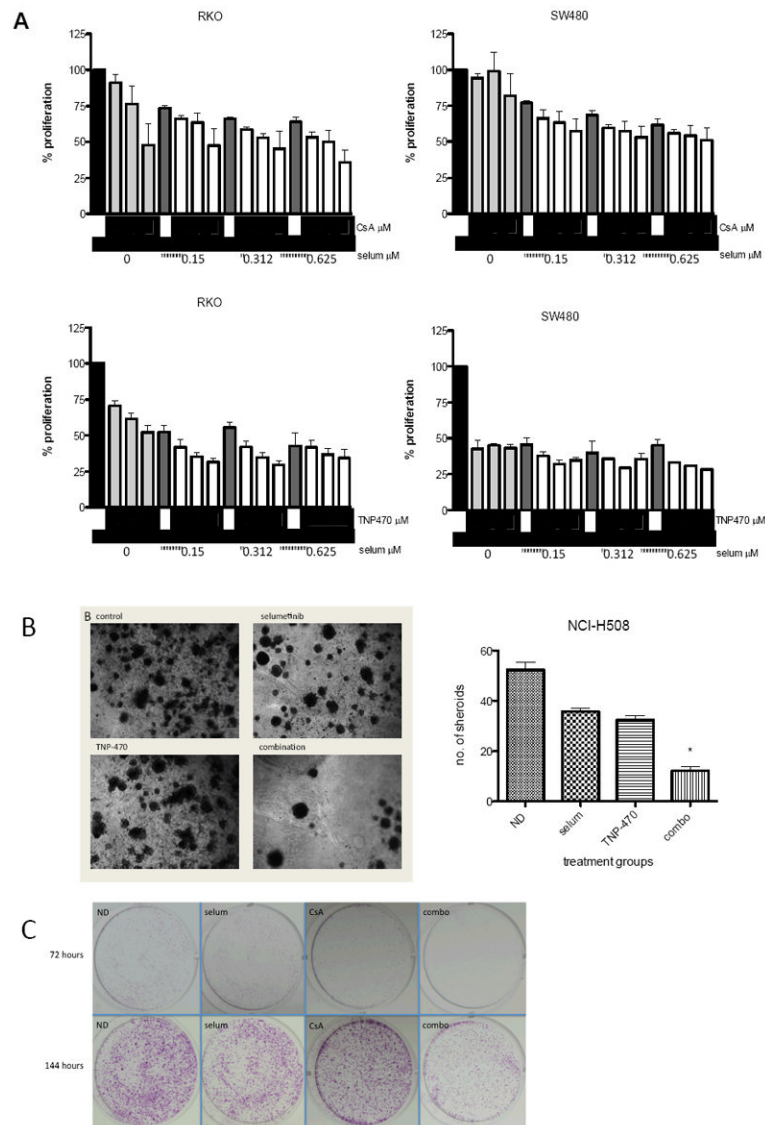 A
RKO
SW480
125
100
75
50
25
0
% proliferation
CsA µM
0 0.15 0.312 0.625 selum µM
125
100
75
50
25
0
% proliferation
CsA µM
0 0.15 0.312 0.625 selum µM
RKO
SW480
125
100
75
50
25
0
% proliferation
TNP470 µM
0 0.15 0.312 0.625 selum µM
125
100
75
50
25
0
% proliferation
TNP470 µM
0 0.15 0.312 0.625 selum µM
B
B control
selumetinib
TNP-470
combination
NCI-H508
60
40
20
0
no. of sheroids
*
ND selum TNP-470 combo
treatment groups
C
72 hours
ND selum CsA combo
144 hours
ND selum CsA combo